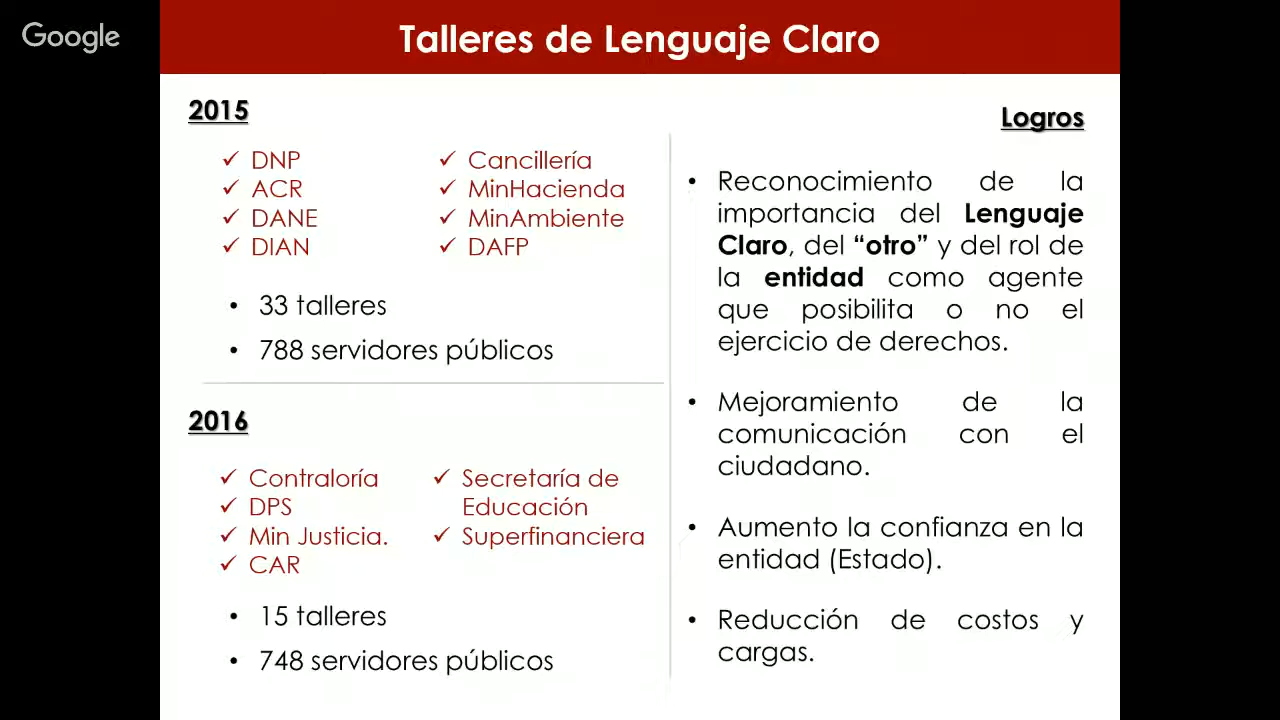 Google
Talleres de Lenguaje Claro
2015
✓ DNP
✓ ACR
✓ DANE
✓ DIAN
✓ Cancillería
✓ MinHacienda
✓ MinAmbiente
✓ DAFP
• 33 talleres
• 788 servidores públicos
2016
✓ Contraloría
✓ DPS
✓ Min Justicia.
✓ CAR
✓ Secretaría de
Educación
✓ Superfinanciera
• 15 talleres
• 748 servidores públicos
Logros
• Reconocimiento de la
importancia del Lenguaje
Claro, del “otro” y del rol de
la entidad como agente
que posibilita o no el
ejercicio de derechos.
• Mejoramiento de la
comunicación con el
ciudadano.
• Aumento la confianza en la
entidad (Estado).
• Reducción de costos y
cargas.